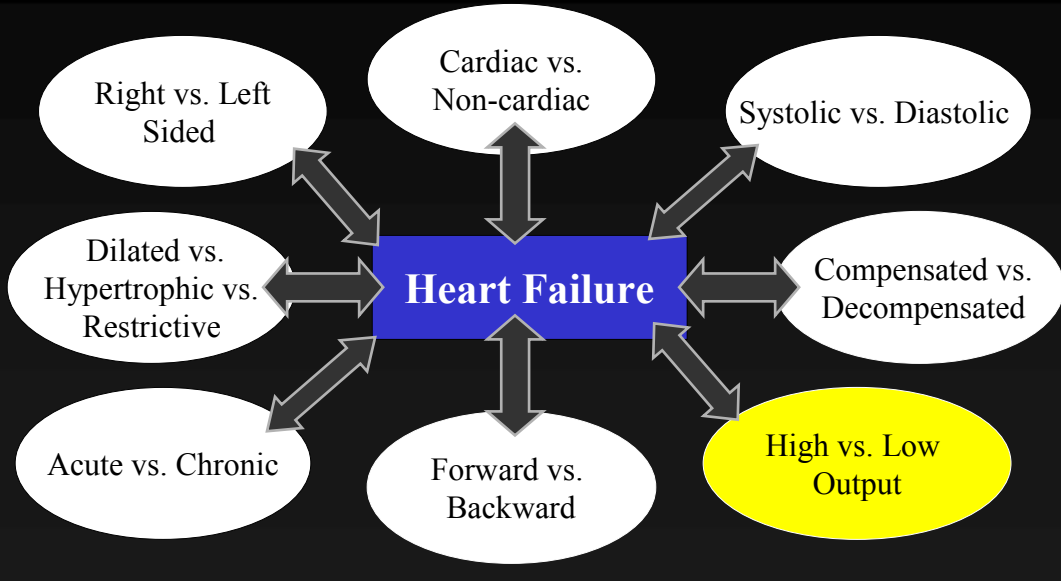 Right vs. Left
Sided
Cardiac vs.
Non-cardiac
Systolic vs. Diastolic
Dilated vs.
Hypertrophic vs.
Restrictive
Heart Failure
Compensated vs.
Decompensated
Acute vs. Chronic
Forward vs.
Backward
High vs. Low
Output